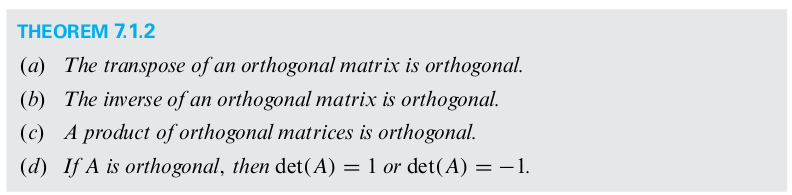 THEOREM 7.1.2
(a) The transpose of an orthogonal matrix is orthogonal.
(b) The inverse of an orthogonal matrix is orthogonal.
(c) A product of orthogonal matrices is orthogonal.
(d) If A is orthogonal, then det(A) = 1 or det(A) = −1.